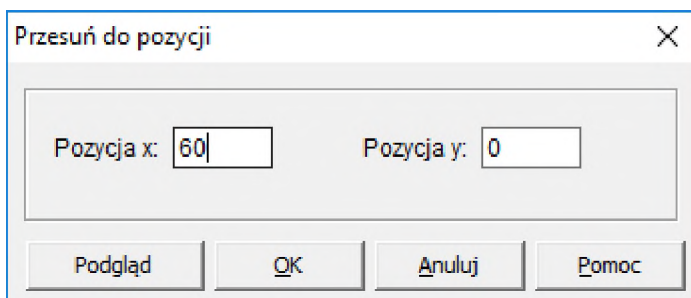 Przesuń do pozycji
Pozycja x: 60 Pozycja y: 0
Podgląd OK Anuluj Pomoc